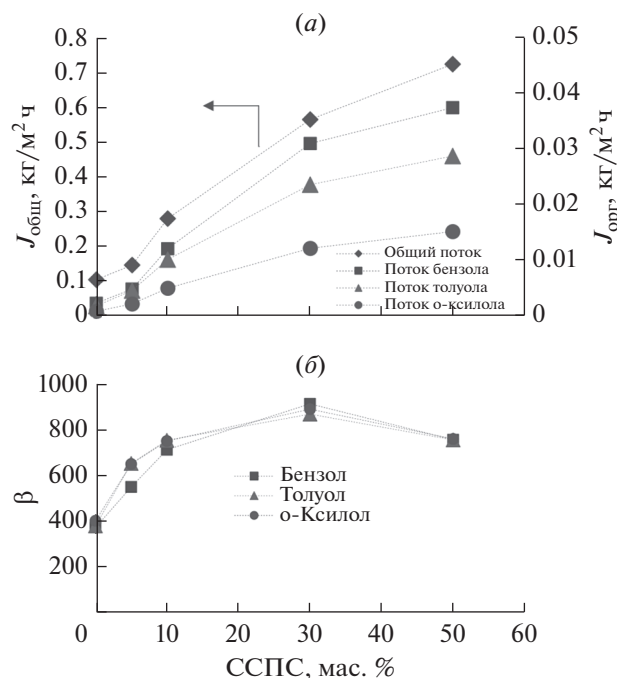 (а)
0.8
0.7
0.6
0.5
0.4
0.3
0.2
0.1
0
Jобщ, кг/м² ч
0.05
0.04
0.03
0.02
0.01
0
Jорг, кг/м² ч
Общий поток
Поток бензола
Поток толуола
Поток о-ксилола
(б)
1000
800
600
400
200
β
Бензол
Толуол
о-Ксилол
0 10 20 30 40 50 60
ССПС, мас. %